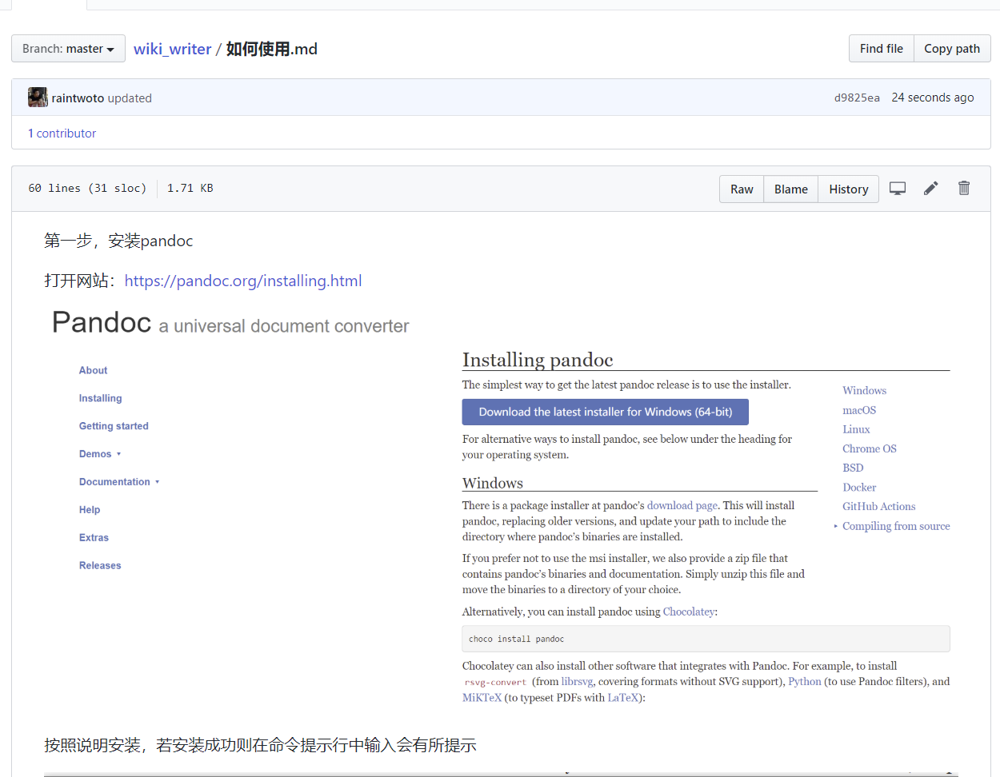 Branch: master
wiki_writer / 如何使用.md
Find file
Copy path
raintwoto updated
d9825ea
24 seconds ago
1 contributor
60 lines (31 sloc)
1.71 KB
Raw
Blame
History
第一步，安装pandoc
打开网站：https://pandoc.org/installing.html
Pandoc a universal document converter
About
Installing
Getting started
Demos
Documentation
Help
Extras
Releases
Installing pandoc
The simplest way to get the latest pandoc release is to use the installer.
Download the latest installer for Windows (64-bit)
For alternative ways to install pandoc, see below under the heading for
your operating system.
Windows
There is a package installer at pandoc’s download page. This will install
pandoc, replacing older versions, and update your path to include the
directory where pandoc’s binaries are installed.
If you prefer not to use the msi installer, we also provide a zip file that
contains pandoc’s binaries and documentation. Simply unzip this file and
move the binaries to a directory of your choice.
Alternatively, you can install pandoc using Chocolatey:
choco install pandoc
Chocolatey can also install other software that integrates with Pandoc. For example, to install
rsvg-convert (from librsvg, covering formats without SVG support), Python (to use Pandoc filters), and
MiKTeX (to typeset PDFs with LaTeX):
Windows
macOS
Linux
Chrome OS
BSD
Docker
GitHub Actions
Compiling from source
按照说明安装，若安装成功则在命令提示行中输入会有所提示